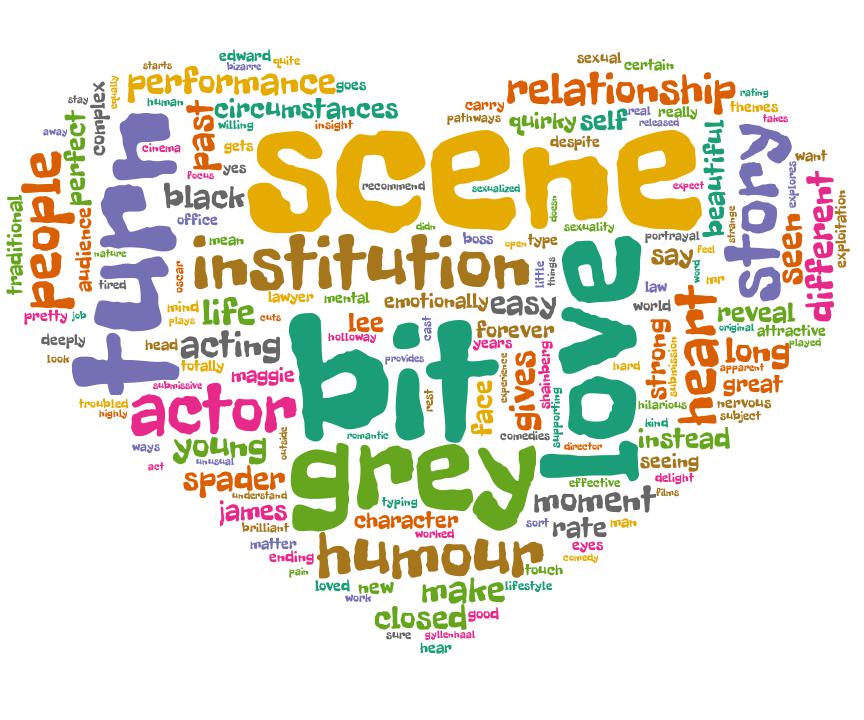 edward
quite
bizarre
starts
sexual
certain
performance
goes
relationship
rating
human
equally
stay
complex
circumstances
carry
themes
past
willing
insight
pathways
quirky
self
real
really
released
takes
away
perfect
cinema
gets
scene
despite
beautiful
story
want
turn
focus
yes
recommend
sexualized
expect
explores
people
black
office
didn
doesn
sexuality
strange
different
exploitation
traditional
audience
nature
mean
boss
open
type
portrayal
say
feel
seen
institution
love
tired
oscar
little
things
word
mr
law
lawyer
mental
emotionally
easy
world
heart
pretty
job
mind
plays
life
cuts
lee
holloway
cast
forever
years
reveal
original
attractive
played
deeply
look
head
acting
totally
bit
provides
face
experience
gives
shainberg
strong
submission
long
apparent
submissive
maggie
hard
great
troubled
highly
actor
rest
supporting
hilarious
nervous
subject
kind
romantic
comedies
director
instead
ways
young
unusual
outside
grey
seeing
act
spader
understand
effective
delight
films
typing
moment
james
brilliant
character
worked
sort
rate
man
matter
ending
humour
eyes
comedy
pain
touch
loved
new
work
make
lifestyle
closed
good
sure
gyllenhaal
hear